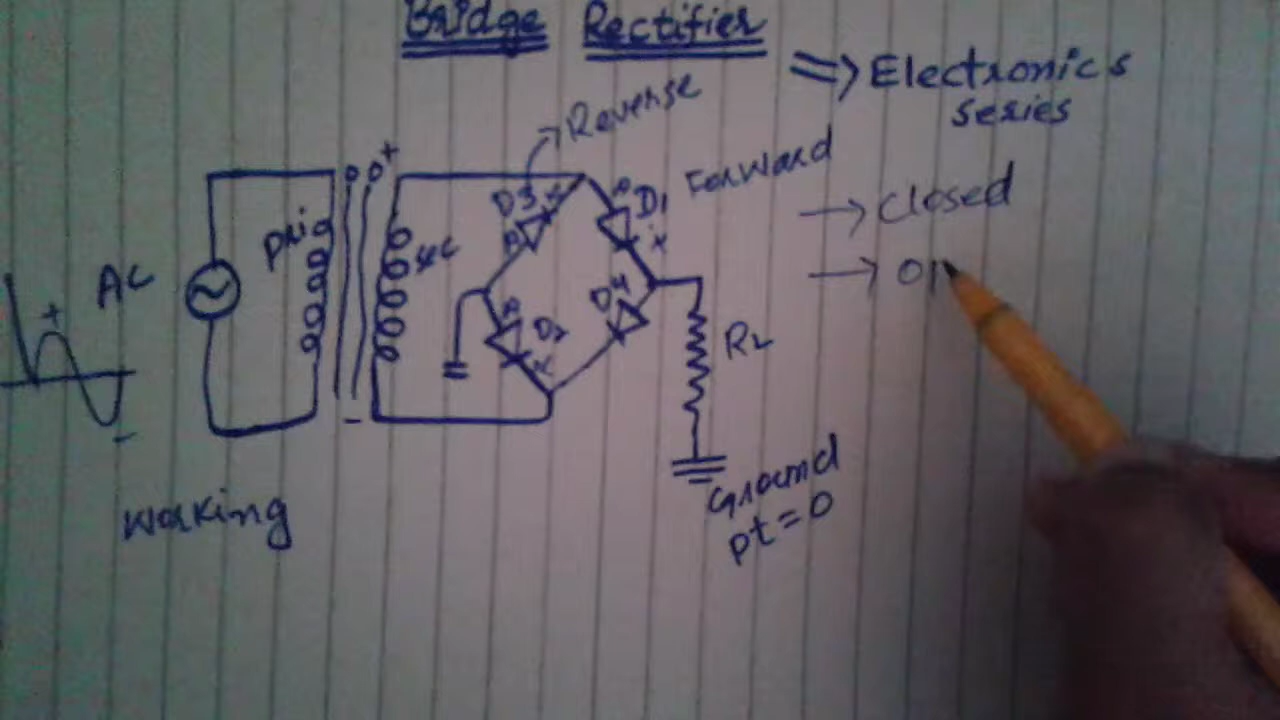 Bridge Rectifier
=> Electronics
series
Reverse
Forward
→ closed
→ op
+
D3
D1
prig
sec
AC
+
-
-
D2
D4
RL
Ground
pt = 0
working